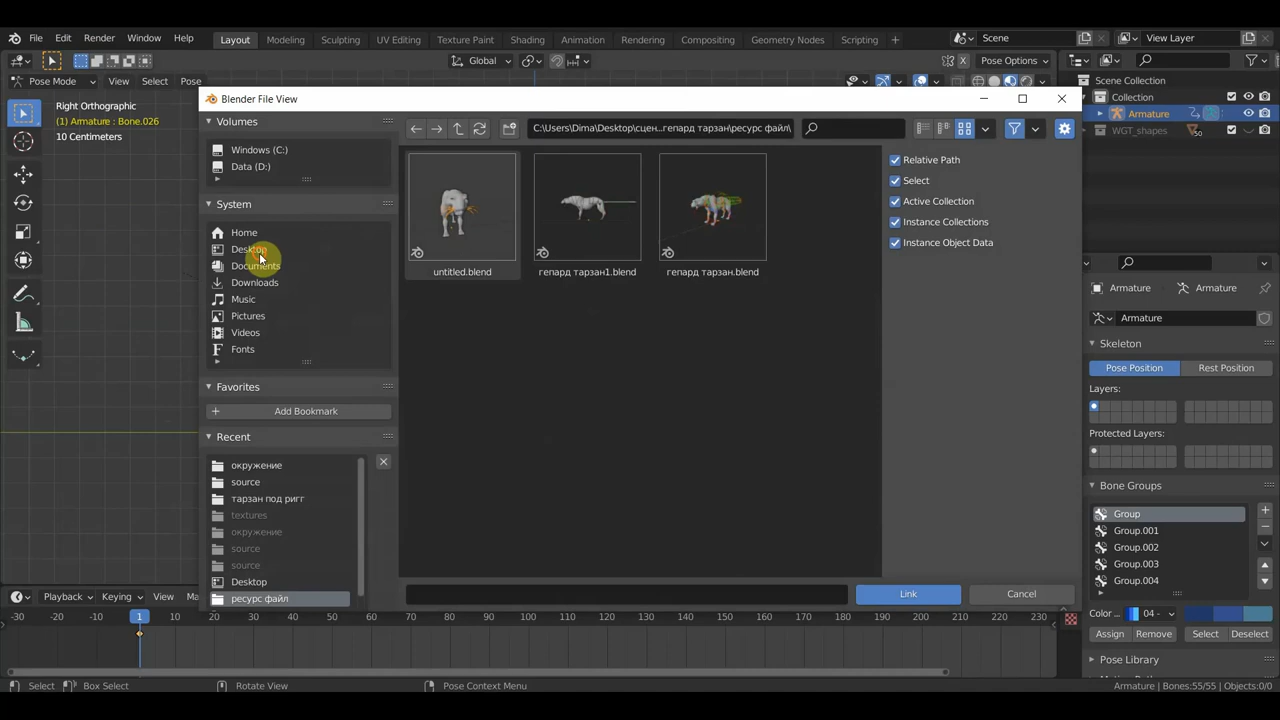 File Edit Render Window Help Layout Modeling Sculpting UV Editing Texture Paint Shading Animation Rendering Compositing Geometry Nodes Scripting + Scene View Layer
Global Pose Options
Pose Mode View Select Pose
Scene Collection
Collection
Armature
WGT_shapes 50
Right Orthographic
(1) Armature : Bone.026
10 Centimeters
Blender File View
Volumes
Windows (C:)
Data (D:)
System
Home
Desktop
Documents
Downloads
Music
Pictures
Videos
Fonts
Favorites
Add Bookmark
Recent
окружение
source
тарзан под ригг
textures
окружение
source
source
Desktop
ресурс файл
C:\Users\Dima\Desktop\сцен...гепард тарзан\ресурс файл\
untitled.blend
гепард тарзан1.blend
гепард тарзан.blend
Relative Path
Select
Active Collection
Instance Collections
Instance Object Data
Link
Cancel
Armature Armature
Armature
Skeleton
Pose Position Rest Position
Layers:
Protected Layers:
Bone Groups
Group
Group.001
Group.002
Group.003
Group.004
Color ... 04 -
Assign Remove Select Deselect
Pose Library
Playback Keying View Ma
-30 -20 -10 1 10 20 30 40 50 60 70 80 90 100 110 120 130 140 150 160 170 180 190 200 210 220 230
Select Box Select Rotate View Pose Context Menu Armature | Bones:55/55 | Objects:0/0